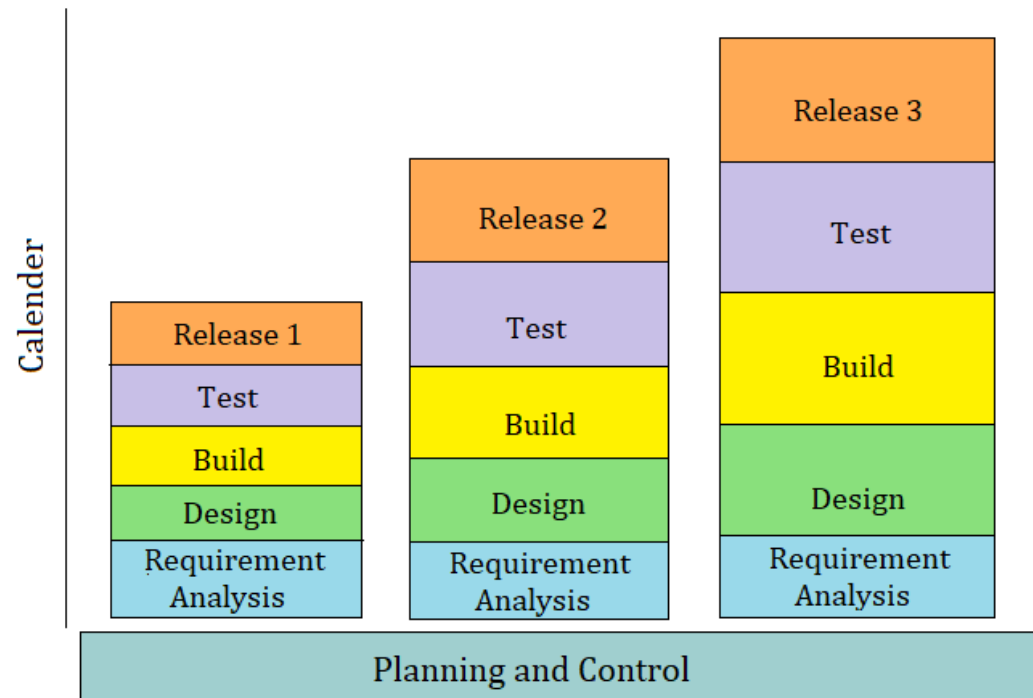 Calender
Release 1
Test
Build
Design
Requirement
Analysis
Release 2
Test
Build
Design
Requirement
Analysis
Release 3
Test
Build
Design
Requirement
Analysis
Planning and Control